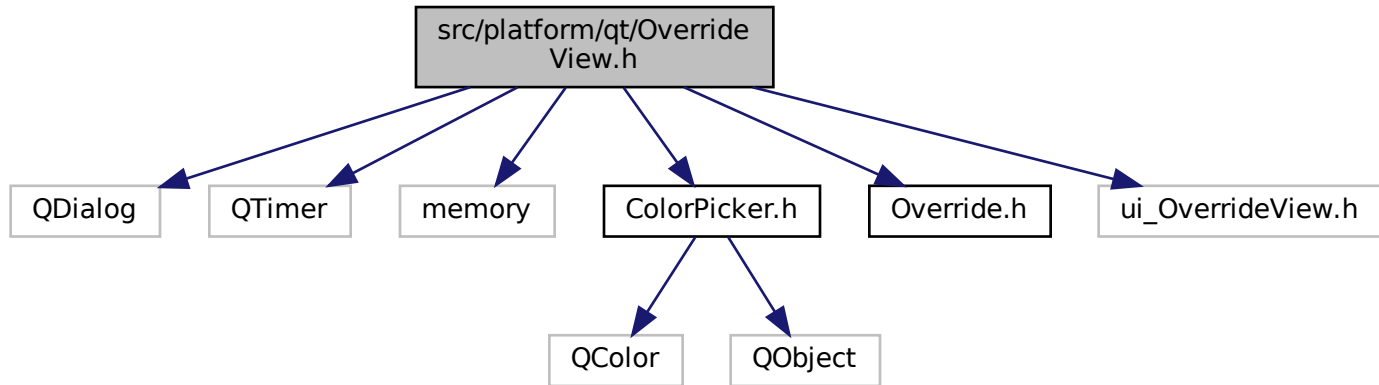 src/platform/qt/Override
View.h
QDialog
QTimer
memory
ColorPicker.h
Override.h
ui_OverrideView.h
QColor
QObject